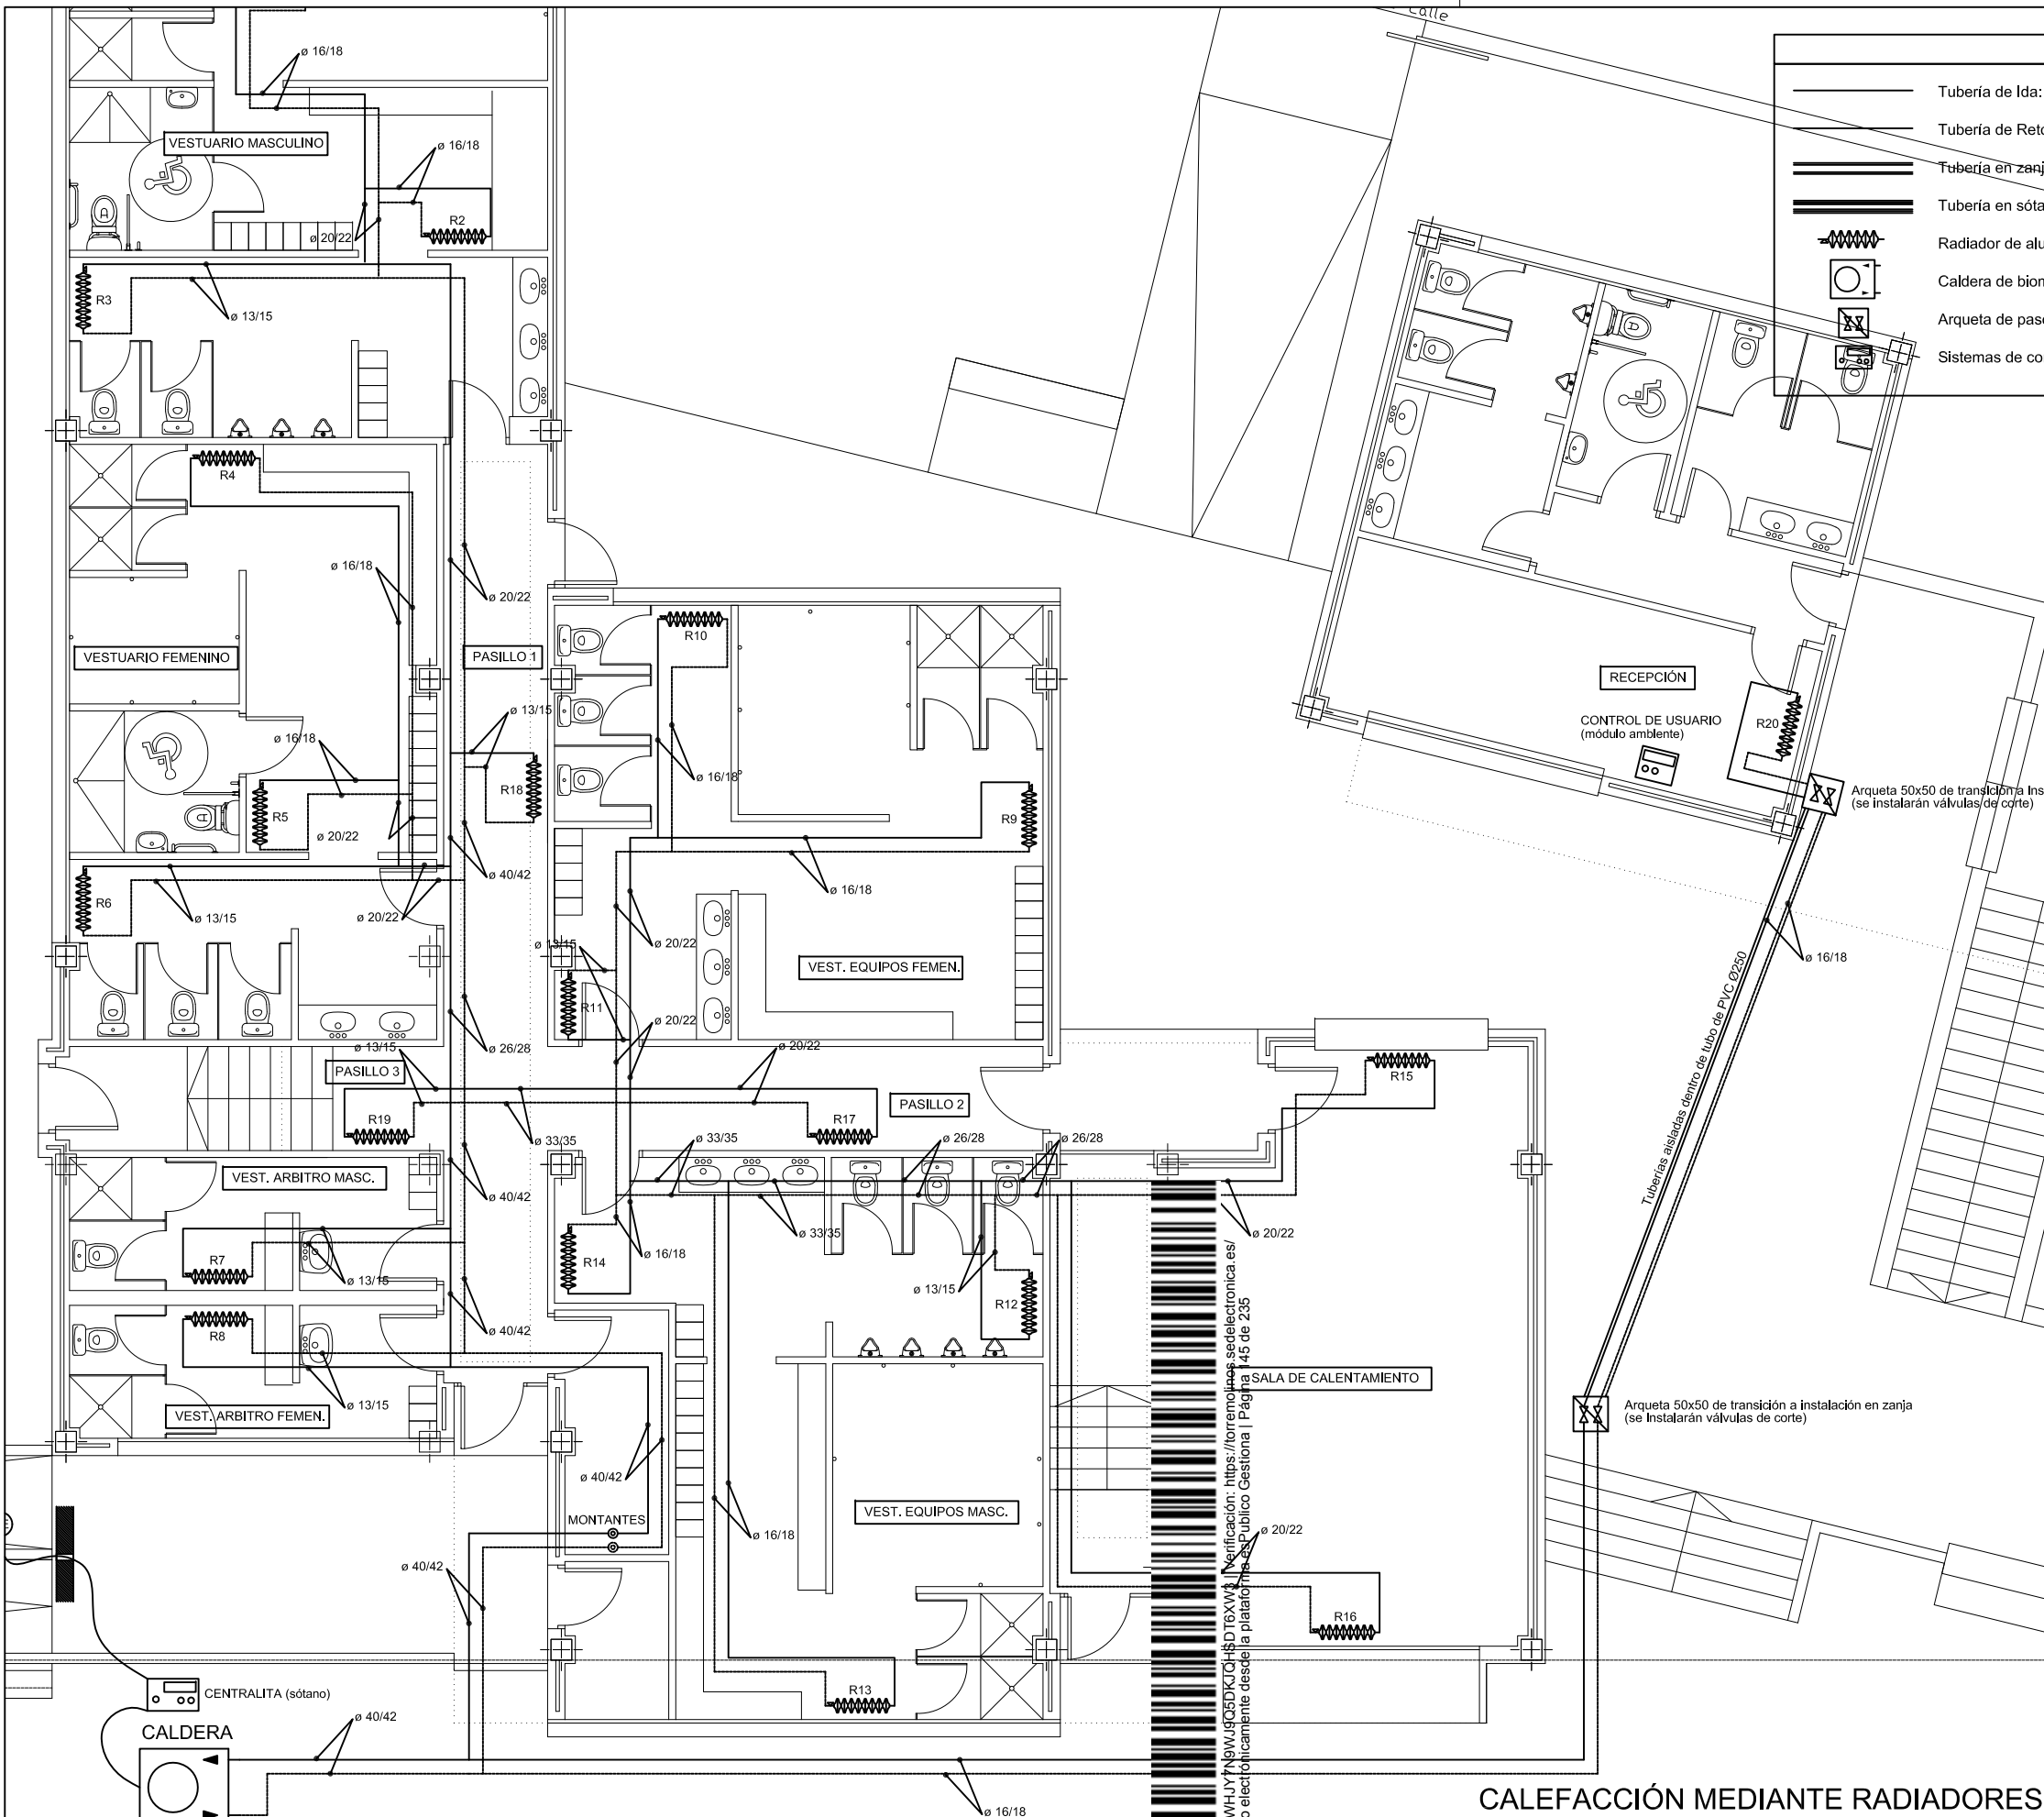 Calle
Tubería de Ida:
Tubería de Reto
Tubería en zanj
Tubería en sóta
Radiador de alu
Caldera de biom
Arqueta de paso
Sistemas de co
ø 16/18
VESTUARIO MASCULINO
ø 16/18
R2
ø 20/22
R3
ø 13/15
R4
ø 16/18
ø 20/22
VESTUARIO FEMENINO
PASILLO 1
R10
RECEPCIÓN
CONTROL DE USUARIO
(módulo ambiente)
R20
ø 13/15
ø 16/18
ø 16/18
R18
R9
R5
ø 20/22
Arqueta 50x50 de transición a Ins
(se instalarán válvulas de corte)
ø 40/42
ø 16/18
R6
ø 13/15
ø 20/22
ø 13/15
ø 20/22
VEST. EQUIPOS FEMEN.
ø 16/18
Tuberías aisladas dentro de tubo de PVC Ø250
R11
ø 20/22
ø 13/15
ø 26/28
ø 20/22
PASILLO 3
R15
PASILLO 2
R19
R17
ø 33/35
ø 33/35
ø 26/28
ø 26/28
VEST. ARBITRO MASC.
ø 40/42
ø 33/35
ø 20/22
R7
ø 16/18
R14
ø 13/15
ø 13/15
R12
R8
ø 40/42
SALA DE CALENTAMIENTO
ø 13/15
VEST. ARBITRO FEMEN.
Arqueta 50x50 de transición a instalación en zanja
(se Instalarán válvulas de corte)
ø 40/42
MONTANTES
VEST. EQUIPOS MASC.
ø 16/18
ø 20/22
ø 40/42
R16
R13
CENTRALITA (sótano)
ø 40/42
CALDERA
WHJY7N9WJ9Q5DKJQHSDT6XW3 | Verificación: https://torremolinos.sedelectronica.es/
o electrónicamente desde la plataforma esPublico Gestiona | Página 145 de 235
ø 16/18
CALEFACCIÓN MEDIANTE RADIADORES